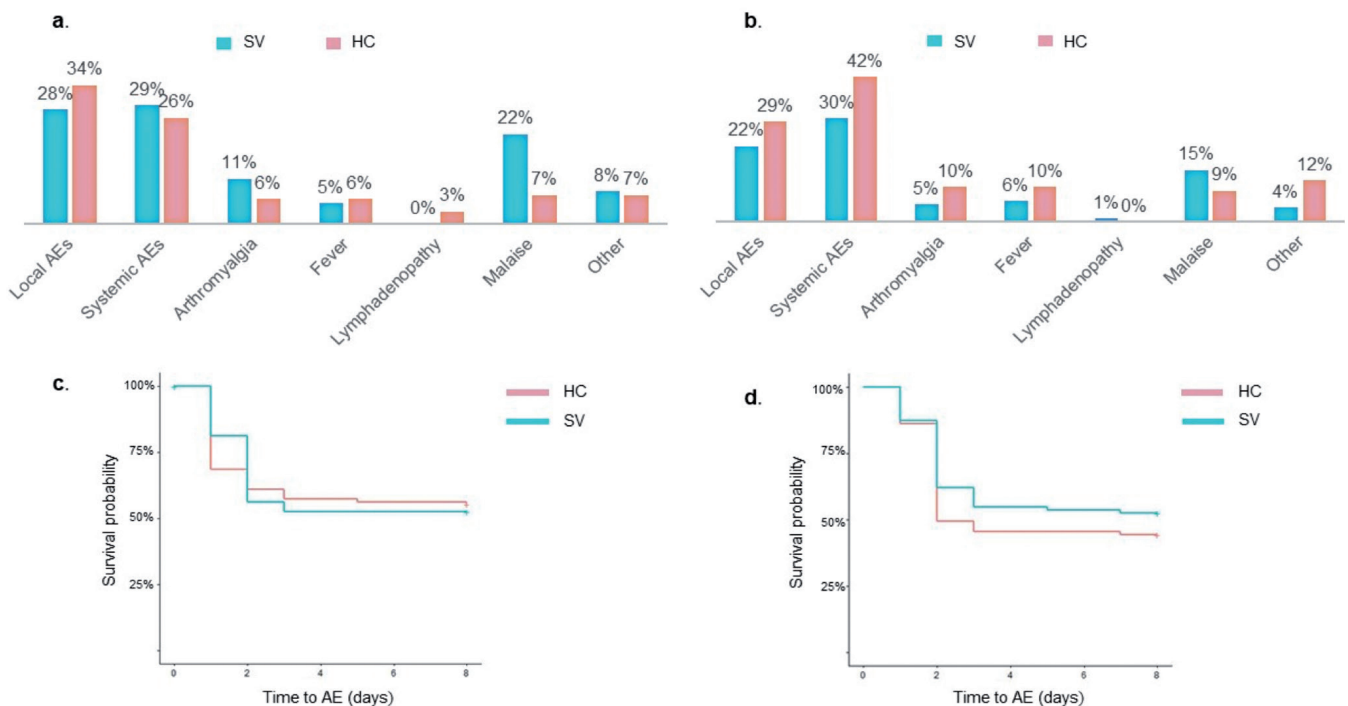 a.
SV HC
28% 34% 29% 26% 11% 6% 5% 6% 0% 3% 22% 7% 8% 7%
Local AEs Systemic AEs Arthromyalgia Fever Lymphadenopathy Malaise Other
b.
SV HC
22% 29% 30% 42% 5% 10% 6% 10% 1% 0% 15% 9% 4% 12%
Local AEs Systemic AEs Arthromyalgia Fever Lymphadenopathy Malaise Other
c.
HC
SV
Survival probability
100%
75%
50%
25%
0 2 4 6 8
Time to AE (days)
d.
HC
SV
Survival probability
100%
75%
50%
25%
0 2 4 6 8
Time to AE (days)